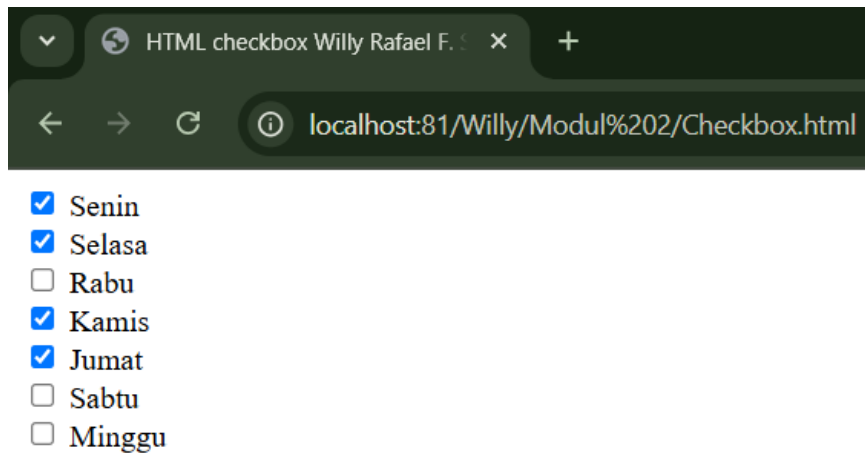 HTML checkbox Willy Rafael F.
localhost:81/Willy/Modul%202/Checkbox.html
Senin
Selasa
Rabu
Kamis
Jumat
Sabtu
Minggu